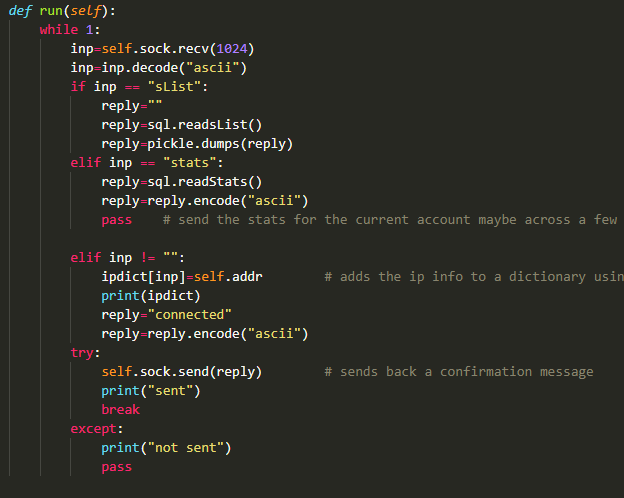 def run(self):
    while 1:
        inp=self.sock.recv(1024)
        inp=inp.decode("ascii")
        if inp == "sList":
            reply=""
            reply=sql.readsList()
            reply=pickle.dumps(reply)
        elif inp == "stats":
            reply=sql.readStats()
            reply=reply.encode("ascii")
            pass    # send the stats for the current account maybe across a few
        elif inp != "":
            ipdict[inp]=self.addr        # adds the ip info to a dictionary usin
            print(ipdict)
            reply="connected"
            reply=reply.encode("ascii")
        try:
            self.sock.send(reply)        # sends back a confirmation message
            print("sent")
            break
        except:
            print("not sent")
            pass